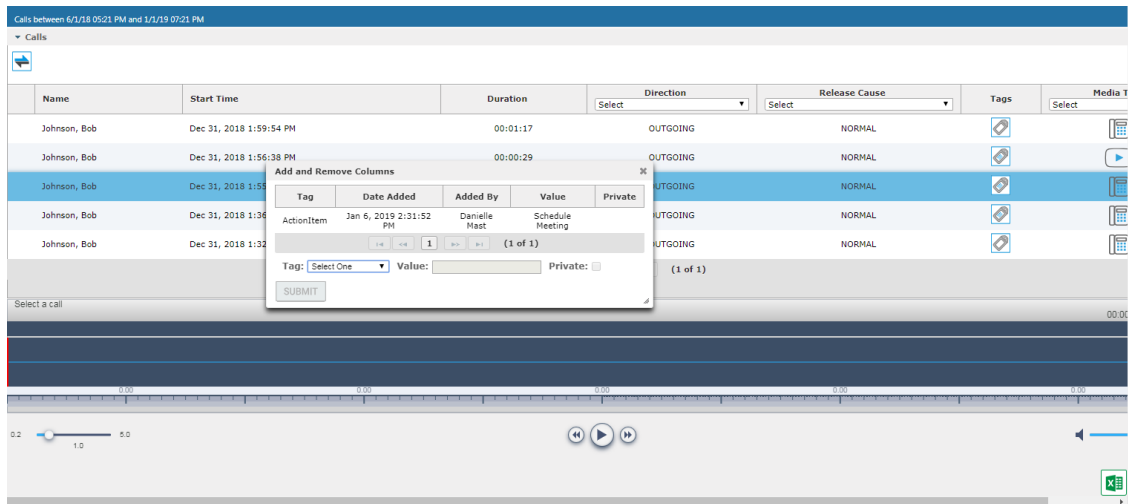 Calls between 6/1/18 05:21 PM and 1/1/19 07:21 PM
Calls
Name Start Time Duration Direction Release Cause Tags Media T
Select Select Select
Johnson, Bob Dec 31, 2018 1:59:54 PM 00:01:17 OUTGOING NORMAL
Johnson, Bob Dec 31, 2018 1:56:38 PM 00:00:29 OUTGOING NORMAL
Johnson, Bob Dec 31, 2018 1:55 UTGOING NORMAL
Johnson, Bob Dec 31, 2018 1:36 UTGOING NORMAL
Johnson, Bob Dec 31, 2018 1:32 UTGOING NORMAL
(1 of 1)
Add and Remove Columns
Tag Date Added Added By Value Private
ActionItem Jan 6, 2019 2:31:52 PM Danielle Mast Schedule Meeting
1 (1 of 1)
Tag: Select One Value: Private:
SUBMIT
Select a call
00:00
0.00 0.00 0.00 0.00 0.00
0.2 5.0
1.0